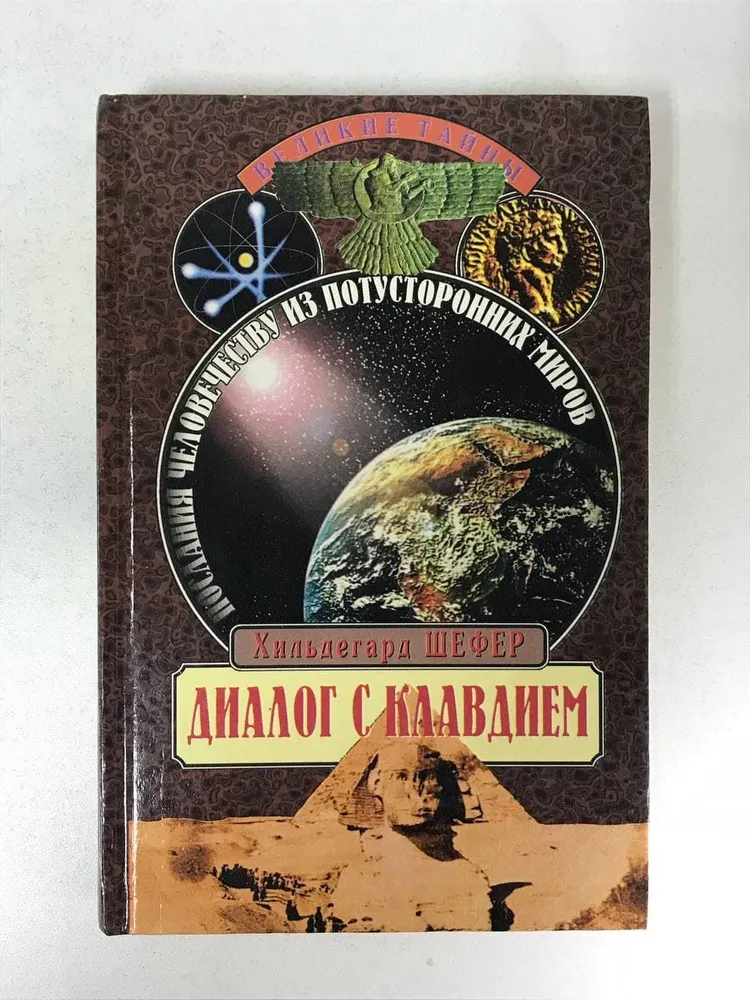 ВЕЛИКИЕ ТАЙНЫ
ПОСЛАНИЯ ЧЕЛОВЕЧЕСТВУ ИЗ ПОТУСТОРОННИХ МИРОВ
Хильдегард ШЕФЕР
ДИАЛОГ С КЛАВДИЕМ